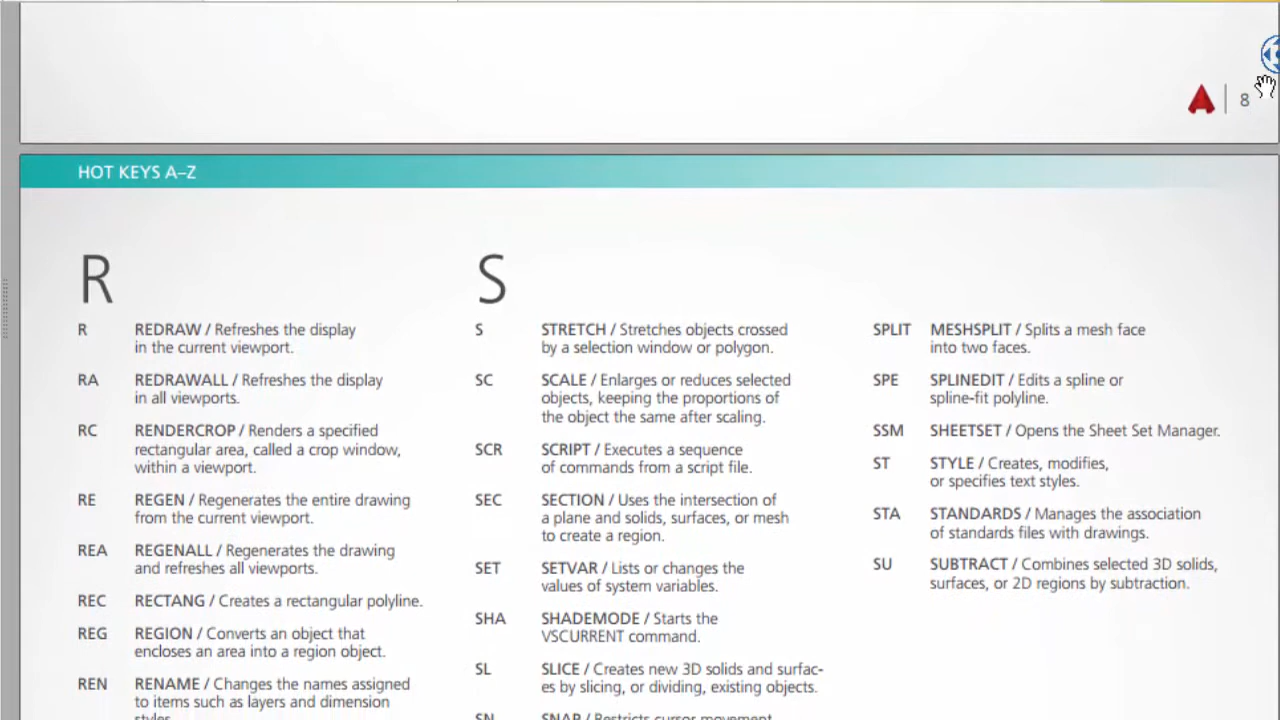 8
HOT KEYS A–Z
R
R REDRAW / Refreshes the display
in the current viewport.
RA REDRAWALL / Refreshes the display
in all viewports.
RC RENDERCROP / Renders a specified
rectangular area, called a crop window,
within a viewport.
RE REGEN / Regenerates the entire drawing
from the current viewport.
REA REGENALL / Regenerates the drawing
and refreshes all viewports.
REC RECTANG / Creates a rectangular polyline.
REG REGION / Converts an object that
encloses an area into a region object.
REN RENAME / Changes the names assigned
to items such as layers and dimension
styles.
S
S STRETCH / Stretches objects crossed
by a selection window or polygon.
SC SCALE / Enlarges or reduces selected
objects, keeping the proportions of
the object the same after scaling.
SCR SCRIPT / Executes a sequence
of commands from a script file.
SEC SECTION / Uses the intersection of
a plane and solids, surfaces, or mesh
to create a region.
SET SETVAR / Lists or changes the
values of system variables.
SHA SHADEMODE / Starts the
VSCURRENT command.
SL SLICE / Creates new 3D solids and surfac-
es by slicing, or dividing, existing objects.
SN SNAP / Restricts cursor movement
SPLIT MESHSPLIT / Splits a mesh face
into two faces.
SPE SPLINEDIT / Edits a spline or
spline-fit polyline.
SSM SHEETSET / Opens the Sheet Set Manager.
ST STYLE / Creates, modifies,
or specifies text styles.
STA STANDARDS / Manages the association
of standards files with drawings.
SU SUBTRACT / Combines selected 3D solids,
surfaces, or 2D regions by subtraction.